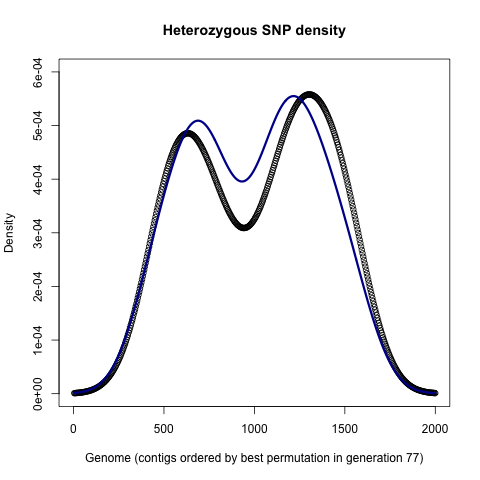 Heterozygous SNP density
6e-04
5e-04
4e-04
3e-04
2e-04
1e-04
0e+00
Density
0 500 1000 1500 2000
Genome (contigs ordered by best permutation in generation 77)